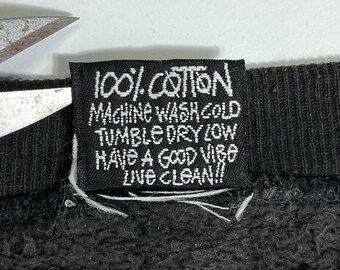 100% COTTON
MACHINE WASH COLD
TUMBLE DRY LOW
HAVE A GOOD VIBE
LIVE CLEAN!!